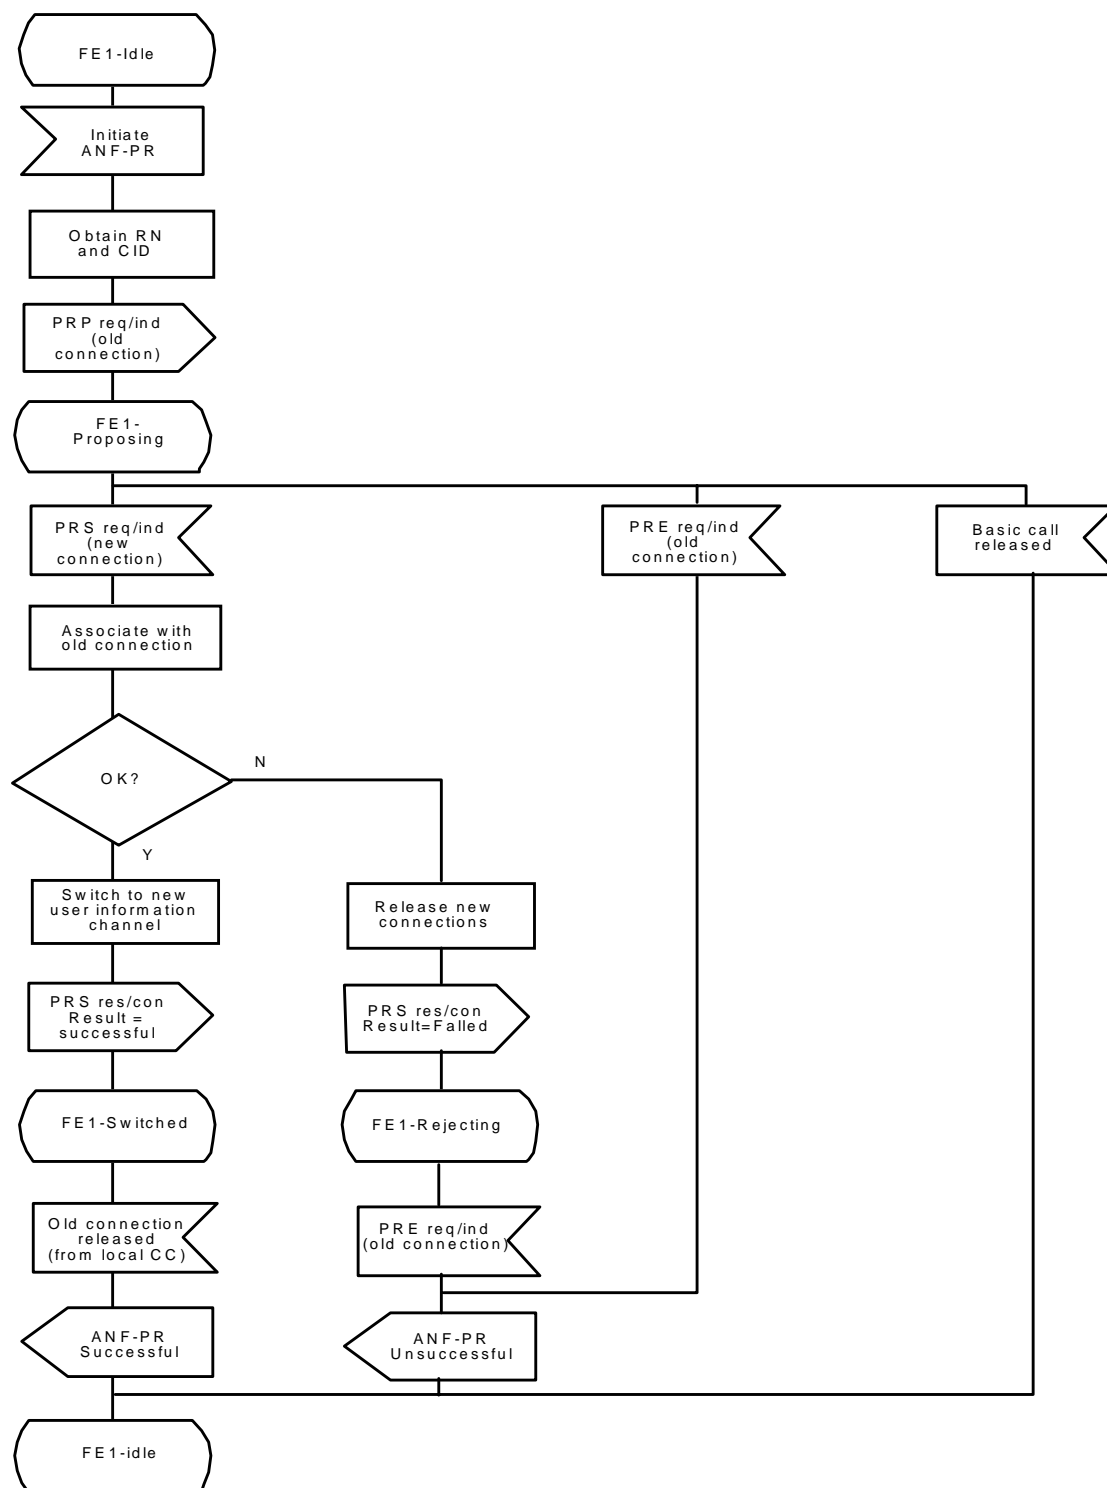 FE1-Idle
Initiate
ANF-PR
Obtain RN
and CID
PRP req/ind
(old
connection)
FE1-
Proposing
PRS req/ind
(new
connection)
PRE req/ind
(old
connection)
Basic call
released
Associate with
old connection
OK?
N
Y
Switch to new
user information
channel
Release new
connections
PRS res/con
Result =
successful
PRS res/con
Result=Falled
FE1-Switched
FE1-Rejecting
Old connection
released
(from local CC)
PRE req/ind
(old connection)
ANF-PR
Successful
ANF-PR
Unsuccessful
FE1-idle